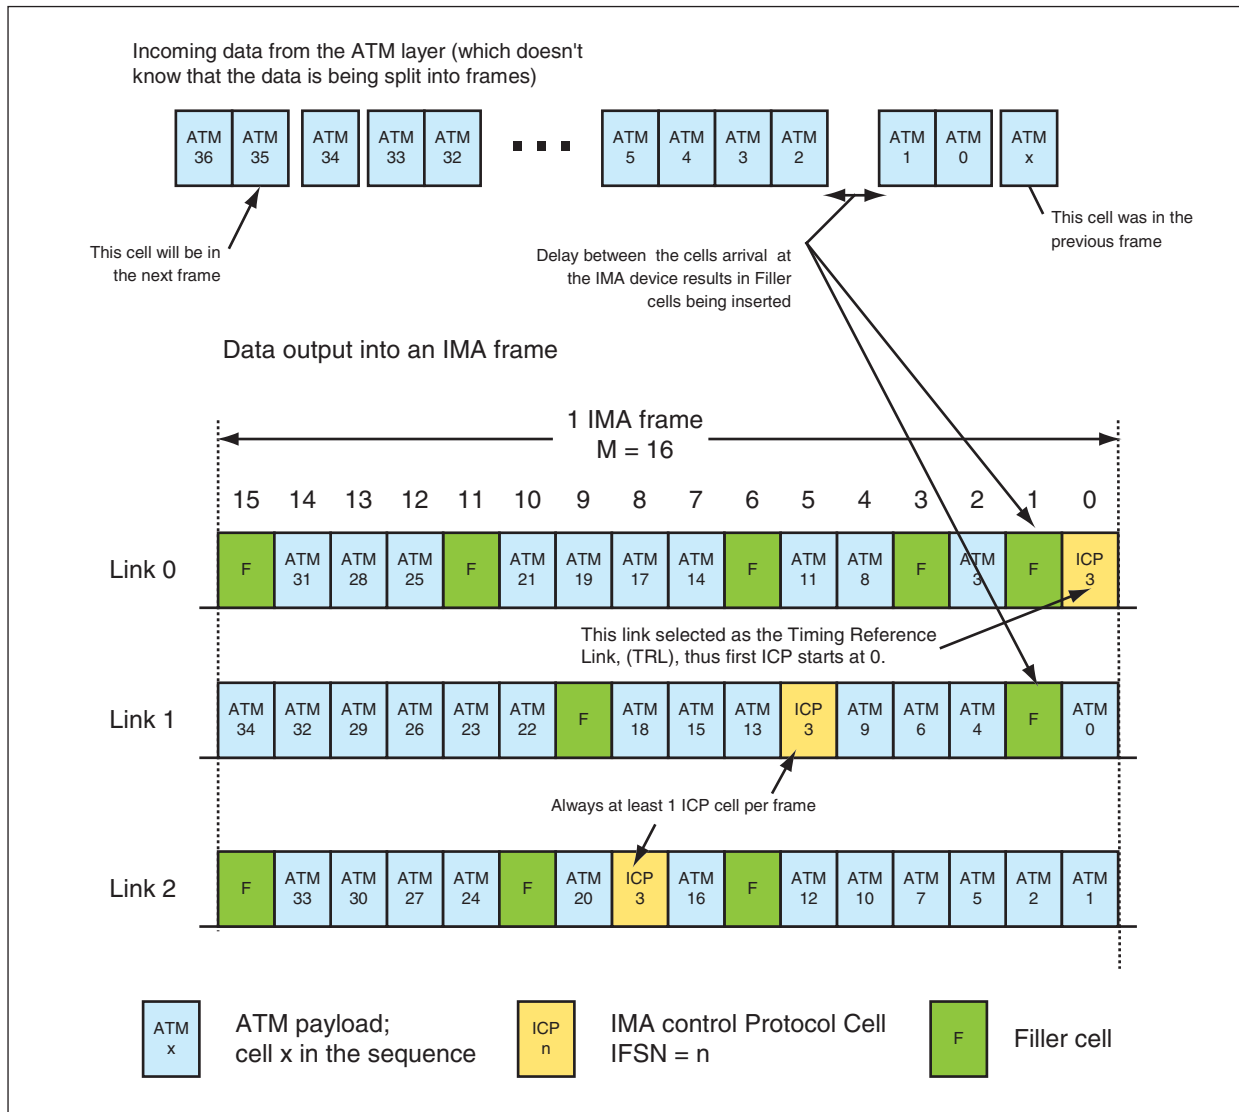 Incoming data from the ATM layer (which doesn't
know that the data is being split into frames)
ATM 36 ATM 35 ATM 34 ATM 33 ATM 32 ATM 5 ATM 4 ATM 3 ATM 2 ATM 1 ATM 0 ATM x
This cell will be in
the next frame
Delay between the cells arrival at
the IMA device results in Filler
cells being inserted
This cell was in the
previous frame
Data output into an IMA frame
1 IMA frame
M = 16
15 14 13 12 11 10 9 8 7 6 5 4 3 2 1 0
Link 0 F ATM 31 ATM 28 ATM 25 F ATM 21 ATM 19 ATM 17 ATM 14 F ATM 11 ATM 8 F ATM 3 F ICP 3
This link selected as the Timing Reference
Link, (TRL), thus first ICP starts at 0.
Link 1 ATM 34 ATM 32 ATM 29 ATM 26 ATM 23 ATM 22 F ATM 18 ATM 15 ATM 13 ICP 3 ATM 9 ATM 6 ATM 4 F ATM 0
Always at least 1 ICP cell per frame
Link 2 F ATM 33 ATM 30 ATM 27 ATM 24 F ATM 20 ICP 3 ATM 16 F ATM 12 ATM 10 ATM 7 ATM 5 ATM 2 ATM 1
ATM x
ATM payload;
cell x in the sequence
ICP n
IMA control Protocol Cell
IFSN = n
F
Filler cell